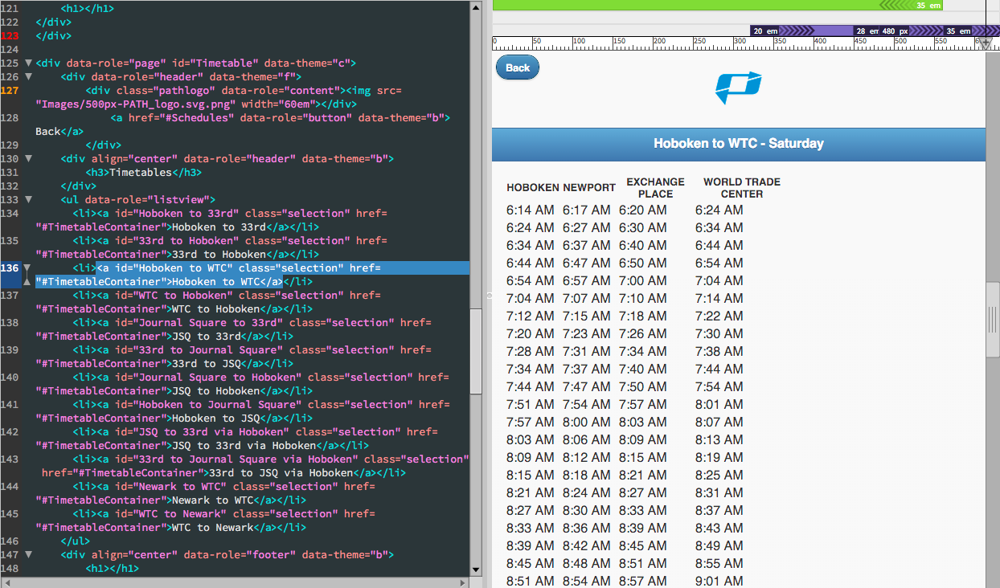 121 <h1></h1>
122 </div>
123 </div>
124
125 <div data-role="page" id="Timetable" data-theme="c">
126 <div data-role="header" data-theme="f">
127 <div class="pathlogo" data-role="content"><img src=
"Images/500px-PATH_logo.svg.png" width="60em"></div>
128 <a href="#Schedules" data-role="button" data-theme="b">
Back</a>
129 </div>
130 <div align="center" data-role="header" data-theme="b">
131 <h3>Timetables</h3>
132 </div>
133 <ul data-role="listview">
134 <li><a id="Hoboken to 33rd" class="selection" href=
"#TimetableContainer">Hoboken to 33rd</a></li>
135 <li><a id="33rd to Hoboken" class="selection" href=
"#TimetableContainer">33rd to Hoboken</a></li>
136 <li><a id="Hoboken to WTC" class="selection" href=
"#TimetableContainer">Hoboken to WTC</a></li>
137 <li><a id="WTC to Hoboken" class="selection" href=
"#TimetableContainer">WTC to Hoboken</a></li>
138 <li><a id="Journal Square to 33rd" class="selection" href=
"#TimetableContainer">JSQ to 33rd</a></li>
139 <li><a id="33rd to Journal Square" class="selection" href=
"#TimetableContainer">33rd to JSQ</a></li>
140 <li><a id="Journal Square to Hoboken" class="selection" href=
"#TimetableContainer">JSQ to Hoboken</a></li>
141 <li><a id="Hoboken to Journal Square" class="selection" href=
"#TimetableContainer">Hoboken to JSQ</a></li>
142 <li><a id="JSQ to 33rd via Hoboken" class="selection" href=
"#TimetableContainer">JSQ to 33rd via Hoboken</a></li>
143 <li><a id="33rd to Journal Square via Hoboken" class="selection"
href="#TimetableContainer">33rd to JSQ via Hoboken</a></li>
144 <li><a id="Newark to WTC" class="selection" href=
"#TimetableContainer">Newark to WTC</a></li>
145 <li><a id="WTC to Newark" class="selection" href=
"#TimetableContainer">WTC to Newark</a></li>
146 </ul>
147 <div align="center" data-role="footer" data-theme="b">
148 <h1></h1>
35 em
20 em 28 em 480 px 35 em
0 50 100 150 200 250 300 350 400 450 500 550
Back
Hoboken to WTC - Saturday
HOBOKEN NEWPORT EXCHANGE PLACE WORLD TRADE CENTER
6:14 AM 6:17 AM 6:20 AM 6:24 AM
6:24 AM 6:27 AM 6:30 AM 6:34 AM
6:34 AM 6:37 AM 6:40 AM 6:44 AM
6:44 AM 6:47 AM 6:50 AM 6:54 AM
6:54 AM 6:57 AM 7:00 AM 7:04 AM
7:04 AM 7:07 AM 7:10 AM 7:14 AM
7:12 AM 7:15 AM 7:18 AM 7:22 AM
7:20 AM 7:23 AM 7:26 AM 7:30 AM
7:28 AM 7:31 AM 7:34 AM 7:38 AM
7:34 AM 7:37 AM 7:40 AM 7:44 AM
7:44 AM 7:47 AM 7:50 AM 7:54 AM
7:51 AM 7:54 AM 7:57 AM 8:01 AM
7:57 AM 8:00 AM 8:03 AM 8:07 AM
8:03 AM 8:06 AM 8:09 AM 8:13 AM
8:09 AM 8:12 AM 8:15 AM 8:19 AM
8:15 AM 8:18 AM 8:21 AM 8:25 AM
8:21 AM 8:24 AM 8:27 AM 8:31 AM
8:27 AM 8:30 AM 8:33 AM 8:37 AM
8:33 AM 8:36 AM 8:39 AM 8:43 AM
8:39 AM 8:42 AM 8:45 AM 8:49 AM
8:45 AM 8:48 AM 8:51 AM 8:55 AM
8:51 AM 8:54 AM 8:57 AM 9:01 AM